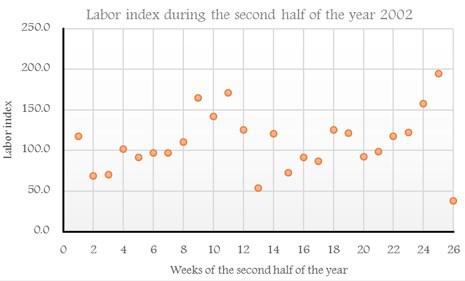 Labor index during the second half of the year 2002
250.0
200.0
150.0
100.0
50.0
0.0
Labor index
0 2 4 6 8 10 12 14 16 18 20 22 24 26
Weeks of the second half of the year